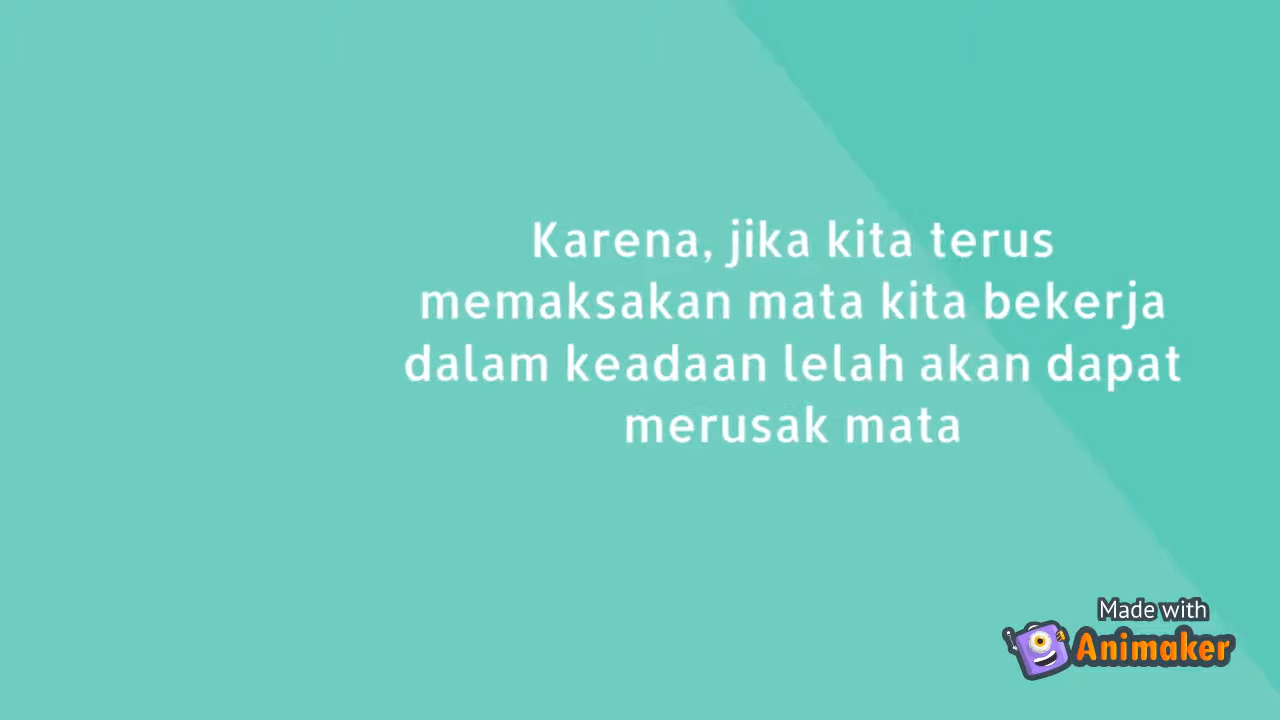 Karena, jika kita terus
memaksakan mata kita bekerja
dalam keadaan lelah akan dapat
merusak mata
Made with
Animaker